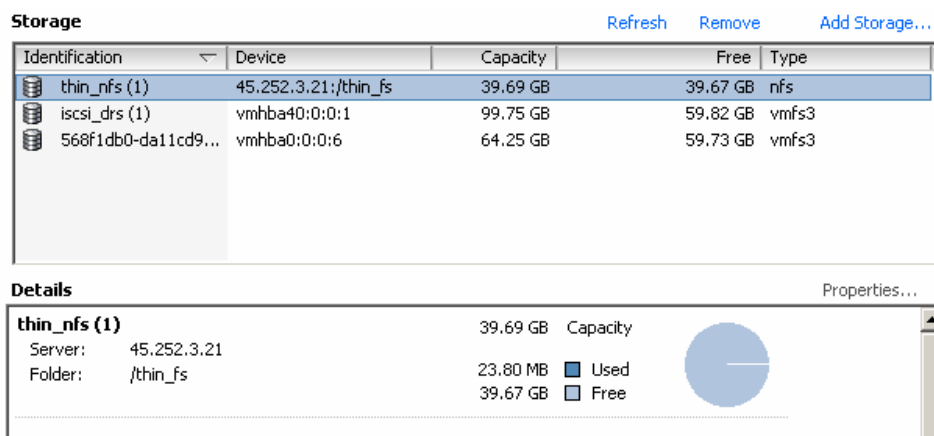 Storage Refresh Remove Add Storage...
Identification Device Capacity Free Type
thin_nfs (1) 45.252.3.21:/thin_fs 39.69 GB 39.67 GB nfs
iscsi_drs (1) vmhba40:0:0:1 99.75 GB 59.82 GB vmfs3
568f1db0-da11cd9... vmhba0:0:0:6 64.25 GB 59.73 GB vmfs3
Details Properties...
thin_nfs (1) 39.69 GB Capacity
Server: 45.252.3.21
Folder: /thin_fs
23.80 MB Used
39.67 GB Free